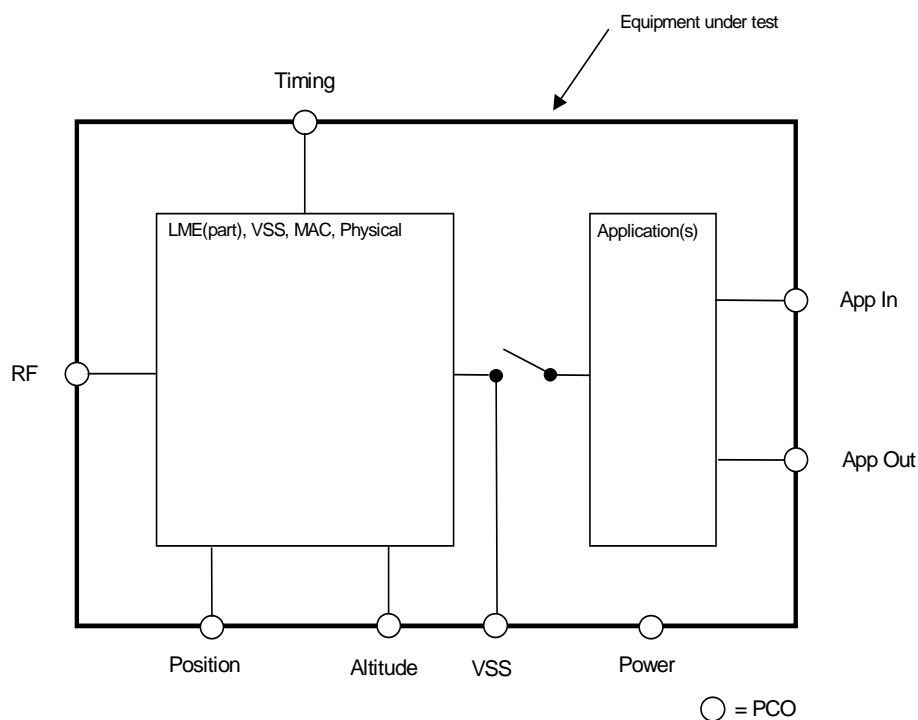 Equipment under test
Timing
LME(part), VSS, MAC, Physical
Application(s)
App In
RF
App Out
Position
Altitude
VSS
Power
= PCO